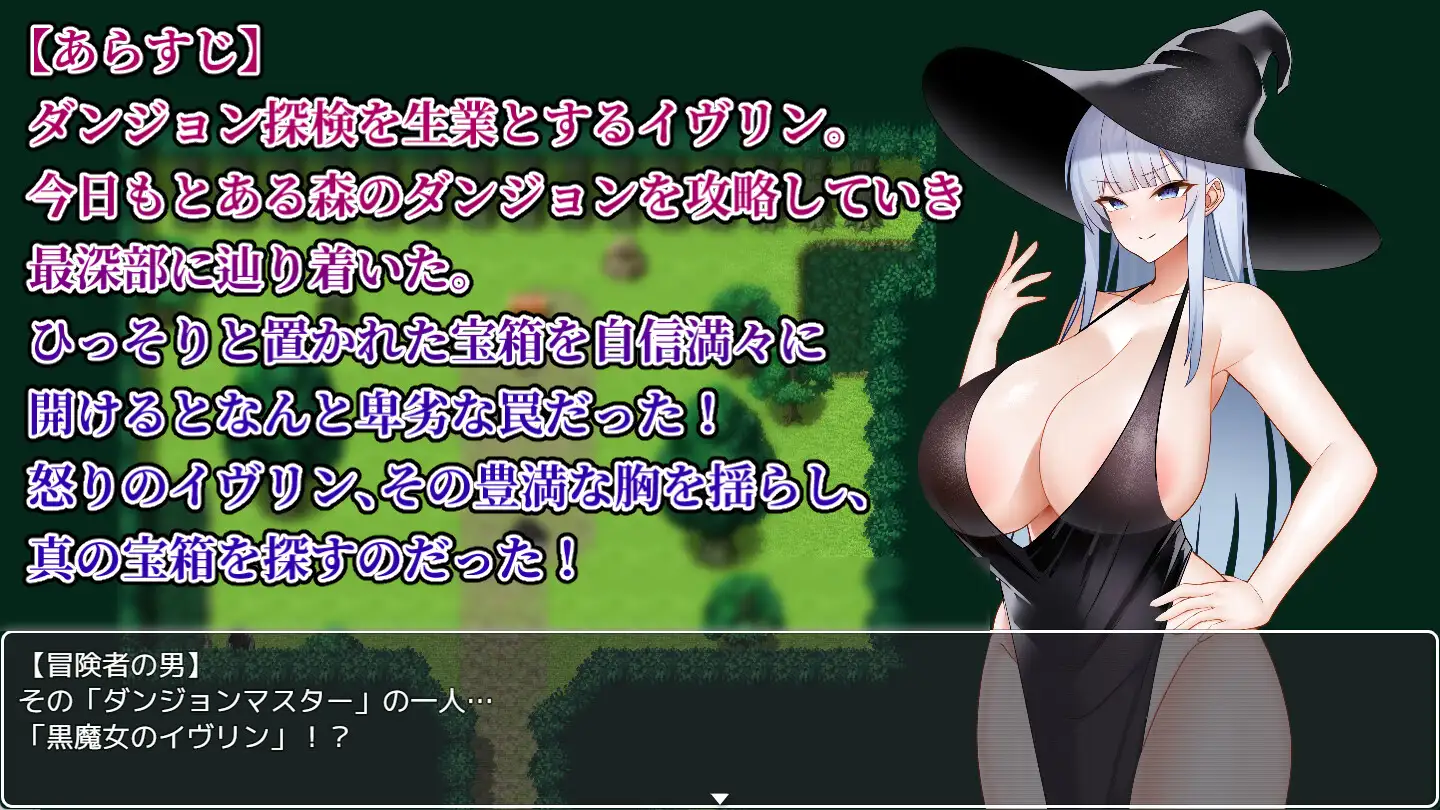 【あらすじ】
ダンジョン探検を生業とするイヴリン。
今日もとある森のダンジョンを攻略していき
最深部に辿り着いた。
ひっそりと置かれた宝箱を自信満々に
開けるとなんと卑劣な罠だった！
怒りのイヴリン、その豊満な胸を揺らし、
真の宝箱を探すのだった！
【冒険者の男】
その「ダンジョンマスター」の一人…
「黒魔女のイヴリン」！？